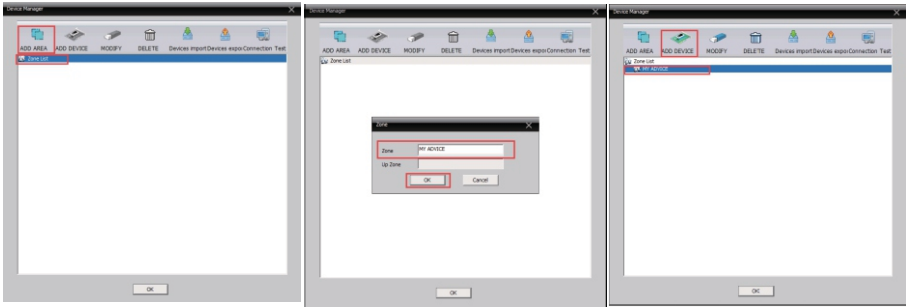 Device Manager
ADD AREA ADD DEVICE MODIFY DELETE Devices import Devices expor Connection Test
Zone List
OK
Device Manager
ADD AREA ADD DEVICE MODIFY DELETE Devices import Devices expor Connection Test
Zone List
Zone
Zone MY ADVICE
Up Zone
OK Cancel
OK
Device Manager
ADD AREA ADD DEVICE MODIFY DELETE Devices import Devices expor Connection Test
Zone List
MY ADVICE
OK